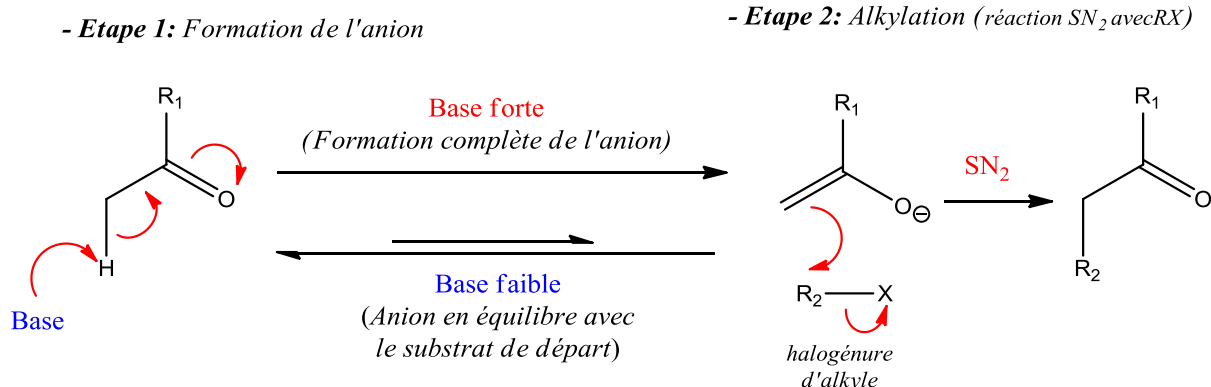 - Etape 1: Formation de l'anion
- Etape 2: Alkylation (réaction SN2 avecRX)
R1
O
H
Base
Base forte
(Formation complète de l'anion)
Base faible
(Anion en équilibre avec
le substrat de départ)
R1
O⊖
R2
X
halogénure
d'alkyle
SN2
R1
O
R2